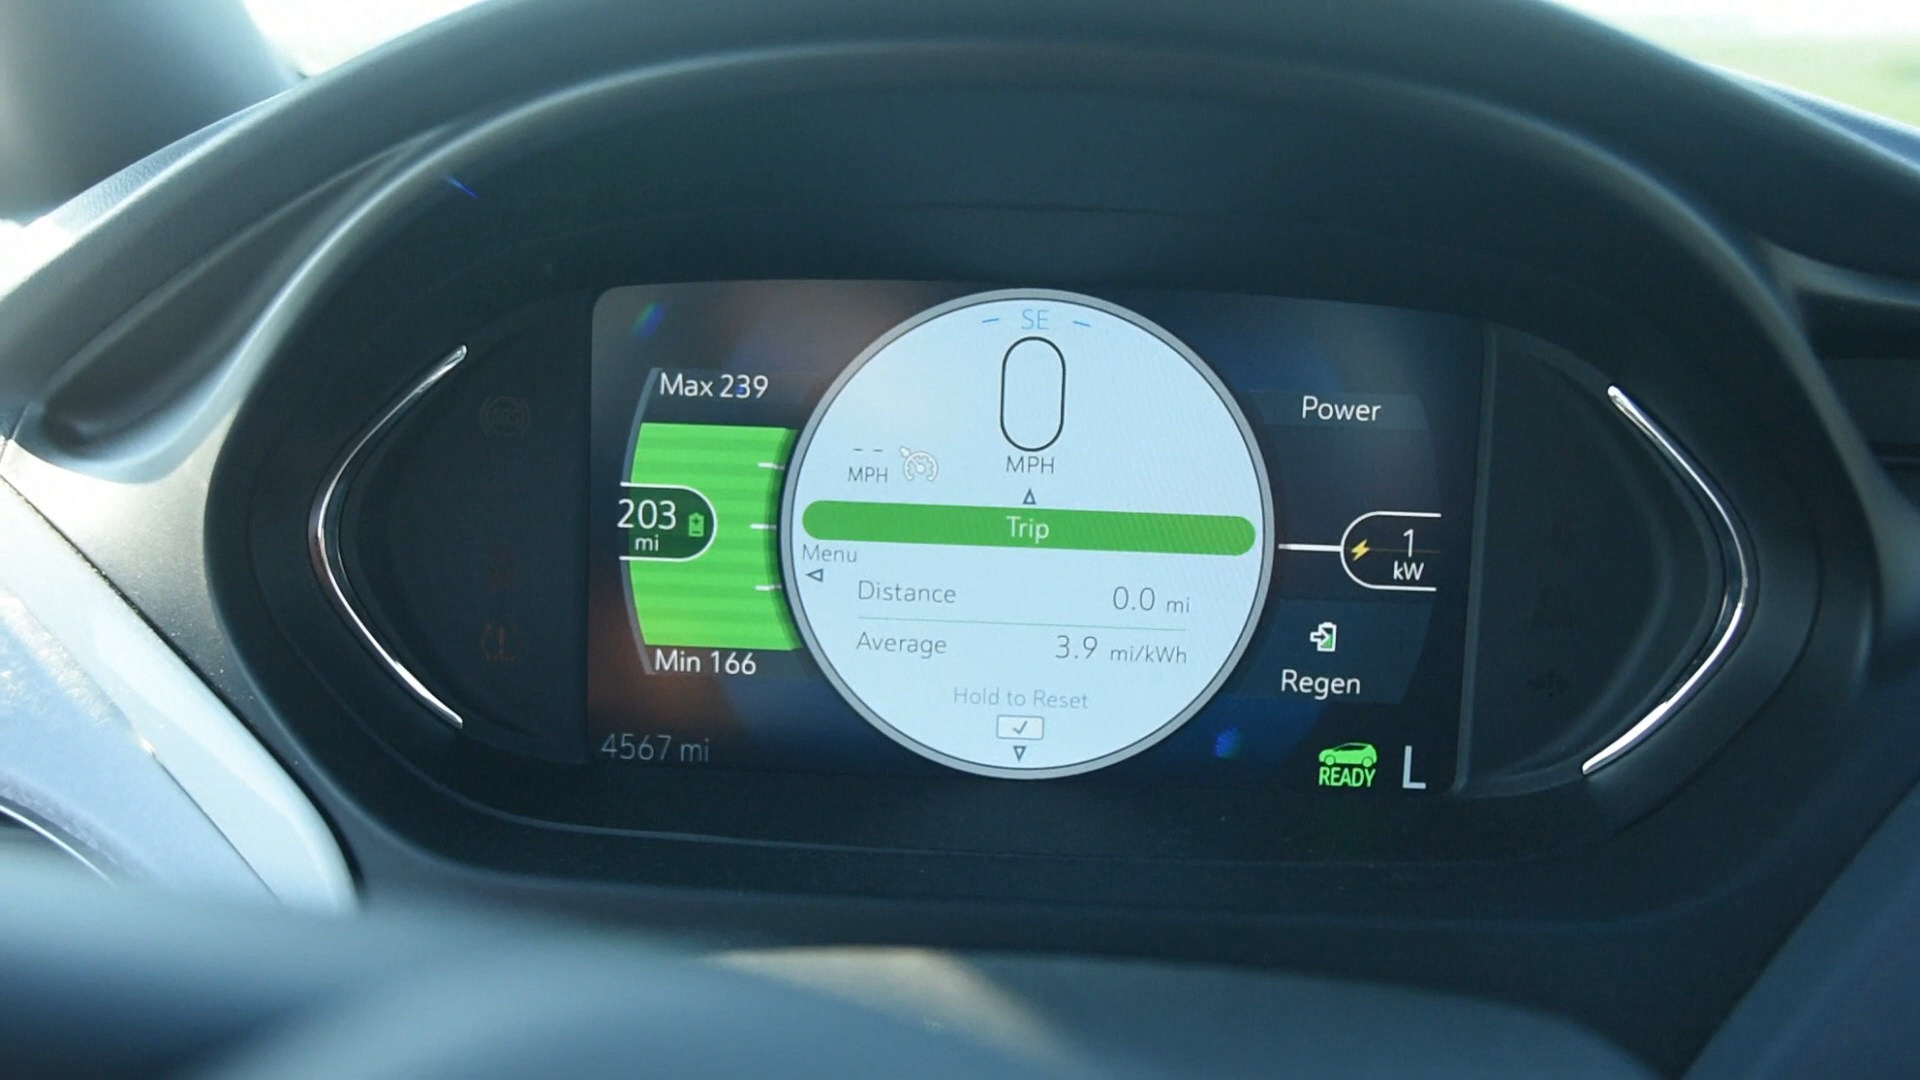 SE
0
MPH
-- MPH
Max 239
203
mi
Min 166
4567 mi
Trip
Menu
Distance 0.0 mi
Average 3.9 mi/kWh
Hold to Reset
Power
1
kW
Regen
READY L